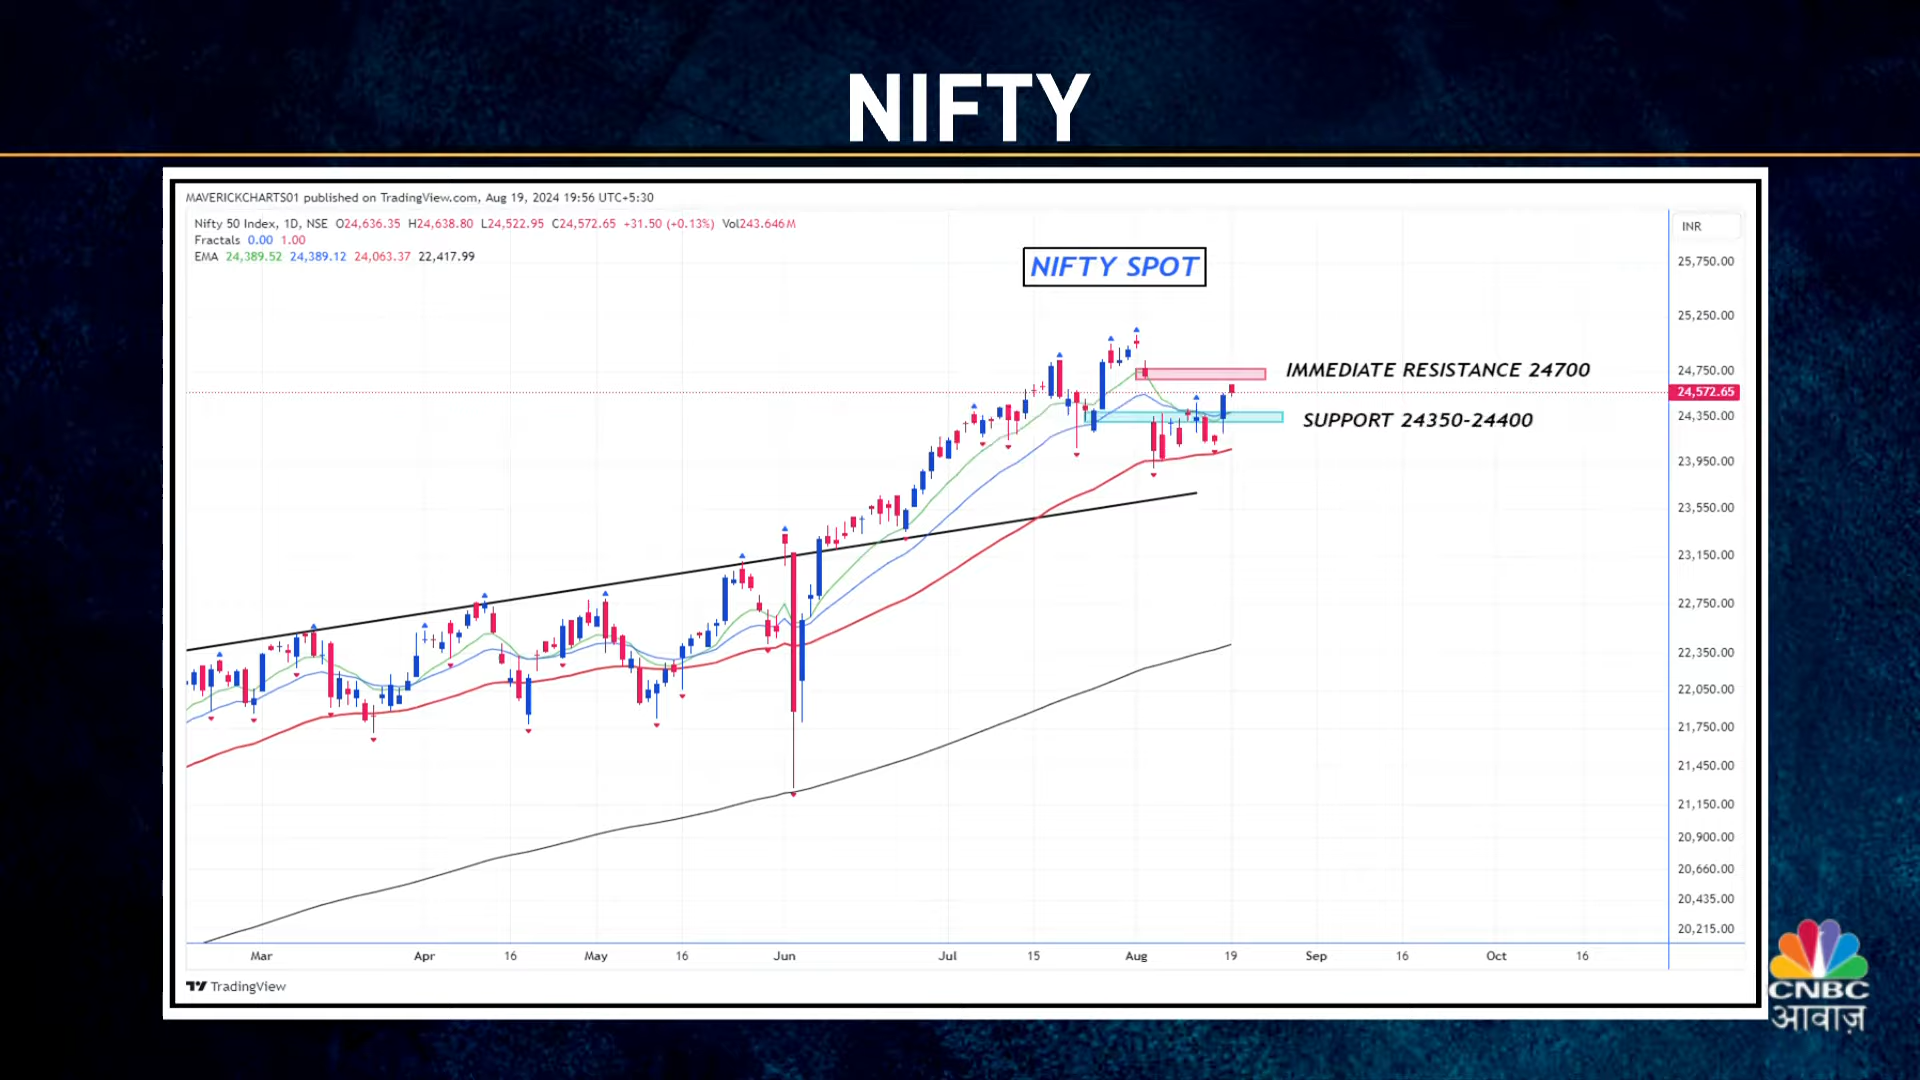 NIFTY
MAVERICKCHARTS01 published on TradingView.com, Aug 19, 2024 19:56 UTC+5:30
Nifty 50 Index, 1D, NSE O24,636.35 H24,638.80 L24,522.95 C24,572.65 +31.50 (+0.13%) Vol243.646M
INR
Fractals 0.00 1.00
EMA 24,389.52 24,389.12 24,063.37 22,417.99
NIFTY SPOT
25,750.00
25,250.00
IMMEDIATE RESISTANCE 24700
24,750.00
24,572.65
SUPPORT 24350-24400
24,350.00
23,950.00
23,550.00
23,150.00
22,750.00
22,350.00
22,050.00
21,750.00
21,450.00
21,150.00
20,900.00
20,660.00
20,435.00
20,215.00
Mar Apr 16 May 16 Jun Jul 15 Aug 19 Sep 16 Oct 16
TradingView
CNBC
आवाज़